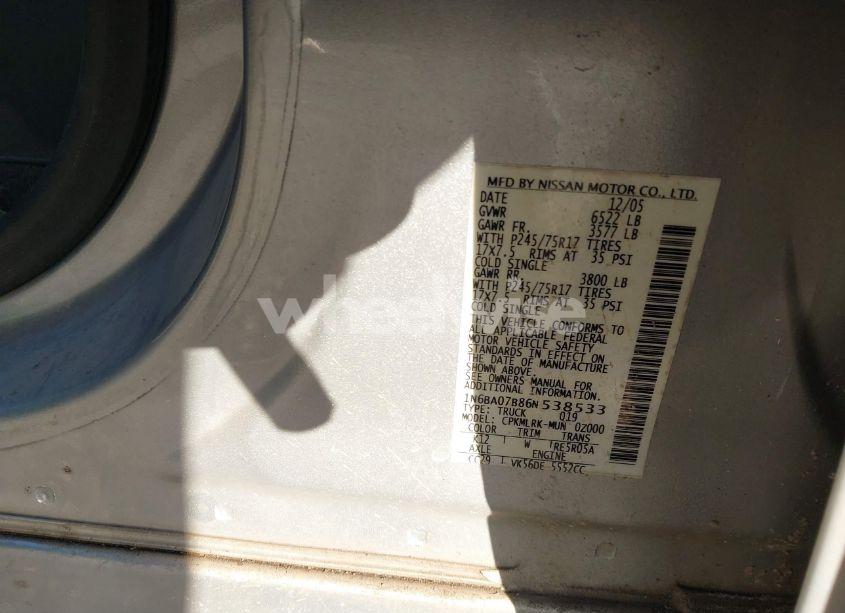 MFD BY NISSAN MOTOR CO., LTD.
DATE 12/05
GVWR 6522 LB
GAWR FR. 3577 LB
WITH P245/75R17 TIRES
17X7.5 RIMS AT 35 PSI
COLD SINGLE
GAWR RR. 3800 LB
WITH P245/75R17 TIRES
17X7.5 RIMS AT 35 PSI
COLD SINGLE
THIS VEHICLE CONFORMS TO
ALL APPLICABLE FEDERAL
MOTOR VEHICLE SAFETY
STANDARDS IN EFFECT ON
THE DATE OF MANUFACTURE
SHOWN ABOVE.
SEE OWNERS MANUAL FOR
ADDITIONAL INFORMATION.
1N6BA07B86N538533
TYPE: TRUCK 019
MODEL: CPKMLRK-MUN 0Z000
COLOR TRIM TRANS
K12 W RE5R05A
AXLE ENGINE
CC29 VK56DE 5552CC